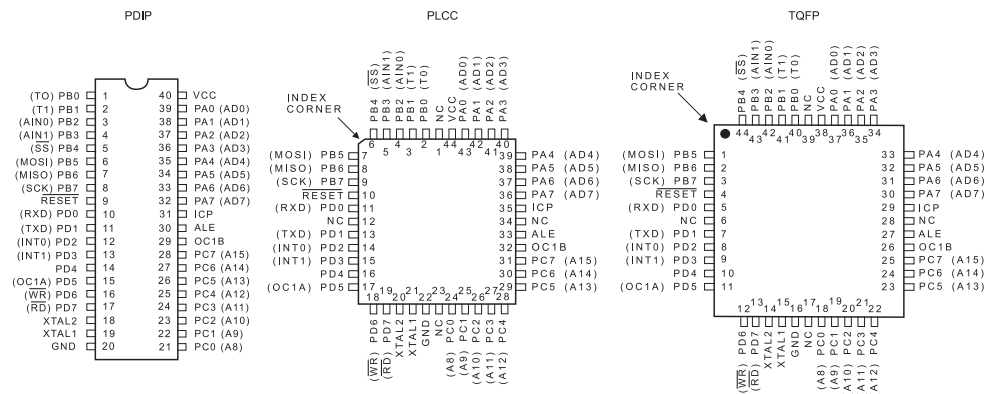 PDIP
(TO) PB0 1 40 VCC
(T1) PB1 2 39 PA0 (AD0)
(AIN0) PB2 3 38 PA1 (AD1)
(AIN1) PB3 4 37 PA2 (AD2)
(SS) PB4 5 36 PA3 (AD3)
(MOSI) PB5 6 35 PA4 (AD4)
(MISO) PB6 7 34 PA5 (AD5)
(SCK) PB7 8 33 PA6 (AD6)
RESET 9 32 PA7 (AD7)
(RXD) PD0 10 31 ICP
(TXD) PD1 11 30 ALE
(INT0) PD2 12 29 OC1B
(INT1) PD3 13 28 PC7 (A15)
PD4 14 27 PC6 (A14)
(OC1A) PD5 15 26 PC5 (A13)
(WR) PD6 16 25 PC4 (A12)
(RD) PD7 17 24 PC3 (A11)
XTAL2 18 23 PC2 (A10)
XTAL1 19 22 PC1 (A9)
GND 20 21 PC0 (A8)
PLCC
INDEX
CORNER
PB4 (SS)
PB3 (AIN1)
PB2 (AIN0)
PB1 (T1)
PB0 (T0)
NC
VCC
PA0 (AD0)
PA1 (AD1)
PA2 (AD2)
PA3 (AD3)
6 5 4 3 2 1 44 43 42 41 40
(MOSI) PB5 7 39 PA4 (AD4)
(MISO) PB6 8 38 PA5 (AD5)
(SCK) PB7 9 37 PA6 (AD6)
RESET 10 36 PA7 (AD7)
(RXD) PD0 11 35 ICP
NC 12 34 NC
(TXD) PD1 13 33 ALE
(INT0) PD2 14 32 OC1B
(INT1) PD3 15 31 PC7 (A15)
PD4 16 30 PC6 (A14)
(OC1A) PD5 17 29 PC5 (A13)
18 19 20 21 22 23 24 25 26 27 28
(WR) PD6
(RD) PD7
XTAL2
XTAL1
GND
NC
(A8) PC0
(A9) PC1
(A10) PC2
(A11) PC3
(A12) PC4
TQFP
INDEX
CORNER
PB4 (SS)
PB3 (AIN1)
PB2 (AIN0)
PB1 (T1)
PB0 (T0)
NC
VCC
PA0 (AD0)
PA1 (AD1)
PA2 (AD2)
PA3 (AD3)
44 43 42 41 40 39 38 37 36 35 34
(MOSI) PB5 1 33 PA4 (AD4)
(MISO) PB6 2 32 PA5 (AD5)
(SCK) PB7 3 31 PA6 (AD6)
RESET 4 30 PA7 (AD7)
(RXD) PD0 5 29 ICP
NC 6 28 NC
(TXD) PD1 7 27 ALE
(INT0) PD2 8 26 OC1B
(INT1) PD3 9 25 PC7 (A15)
PD4 10 24 PC6 (A14)
(OC1A) PD5 11 23 PC5 (A13)
12 13 14 15 16 17 18 19 20 21 22
(WR) PD6
(RD) PD7
XTAL2
XTAL1
GND
NC
(A8) PC0
(A9) PC1
A10) PC2
(A11) PC3
(A12) PC4